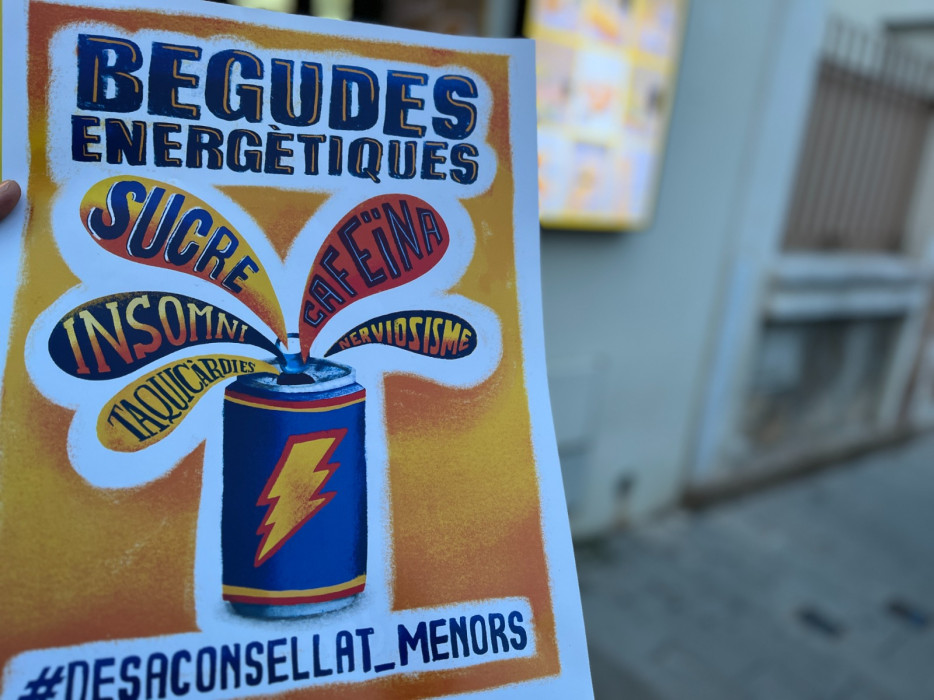 BEGUDES
ENERGÈTIQUES
SUCRE
CAFEÏNA
INSOMNI
NERVIOSISME
TAQUICÀRDIES
#DESACONSELLAT_MENORS